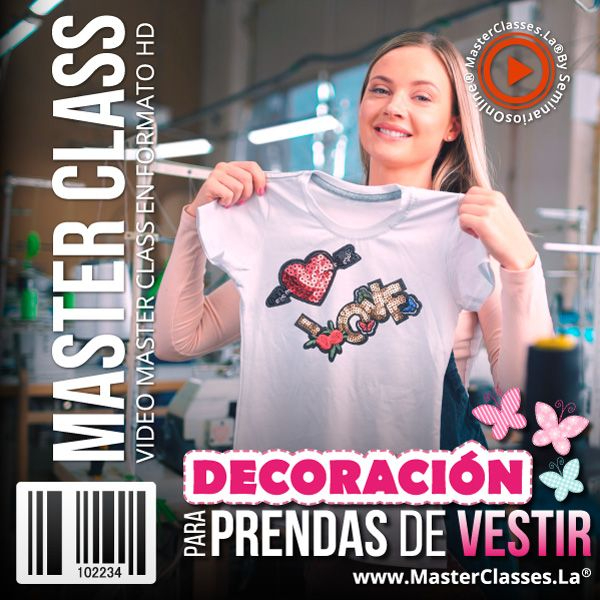 MASTER CLASS
VIDEO MASTER CLASS EN FORMATO HD
MasterClasses.La® By SeminariosOnline®
LOVE
DECORACIÓN
PARA PRENDAS DE VESTIR
102234
www.MasterClasses.La®